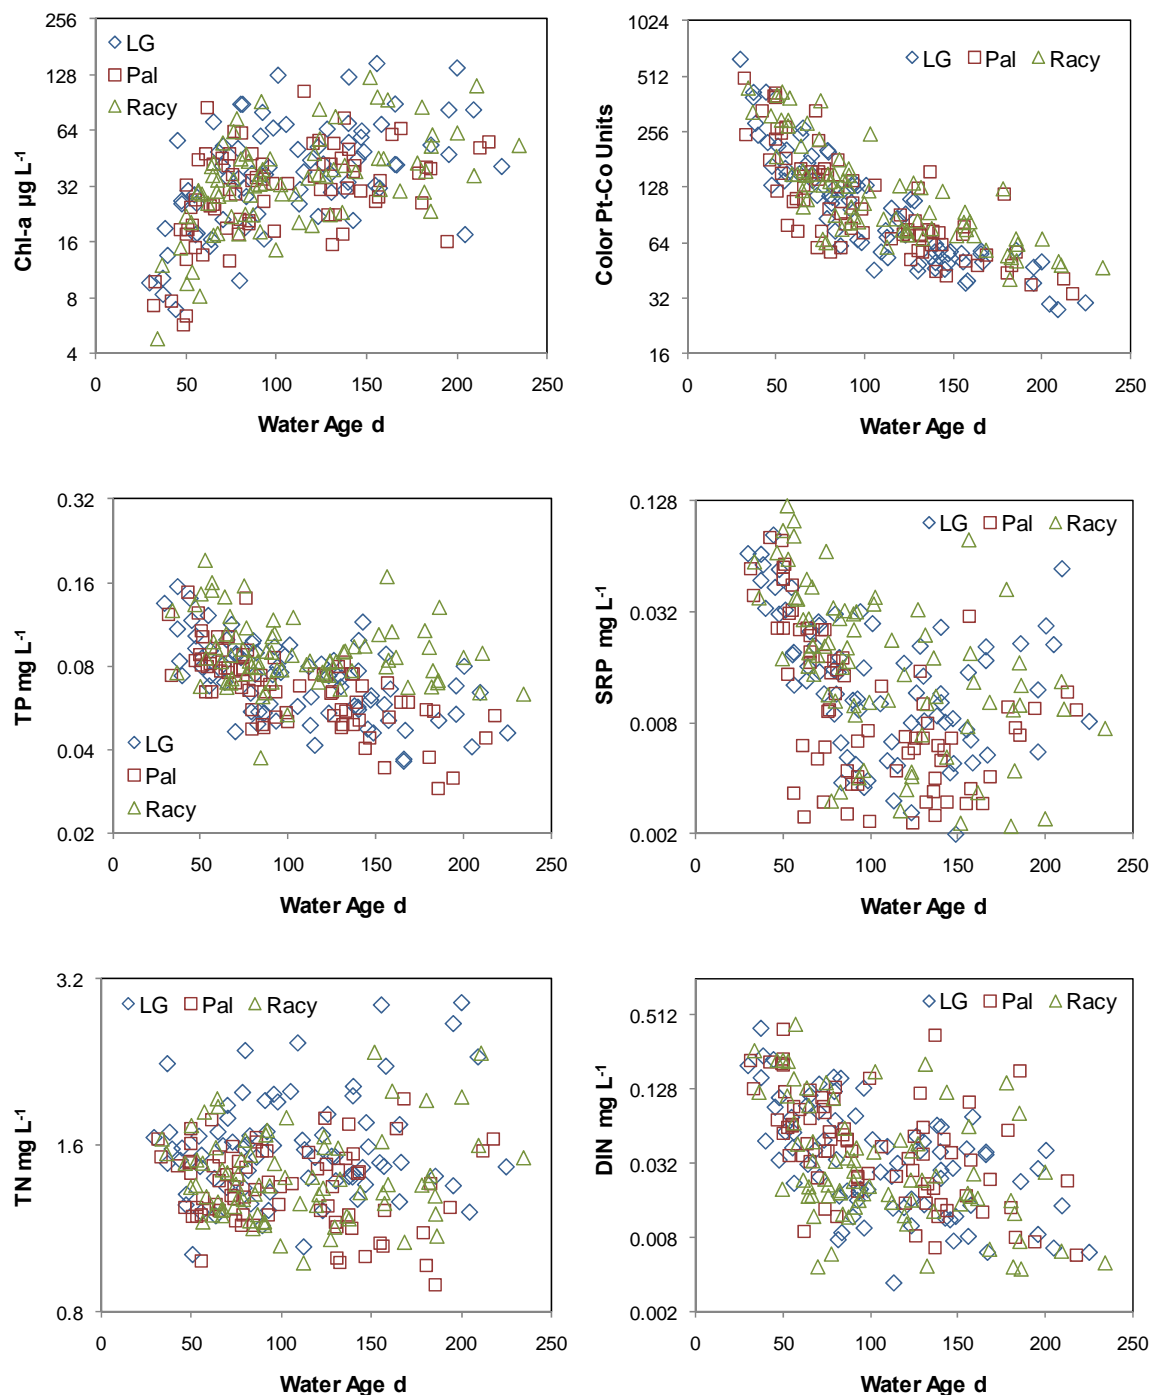 256
128
64
32
16
8
4
Chl-a µg L-1
LG
Pal
Racy
0 50 100 150 200 250
Water Age d
1024
512
256
128
64
32
16
Color Pt-Co Units
LG Pal Racy
0 50 100 150 200 250
Water Age d
0.32
0.16
0.08
0.04
0.02
TP mg L-1
LG
Pal
Racy
0 50 100 150 200 250
Water Age d
0.128
0.032
0.008
0.002
SRP mg L-1
LG Pal Racy
0 50 100 150 200 250
Water Age d
3.2
1.6
0.8
TN mg L-1
LG Pal Racy
0 50 100 150 200 250
Water Age d
0.512
0.128
0.032
0.008
0.002
DIN mg L-1
LG Pal Racy
0 50 100 150 200 250
Water Age d